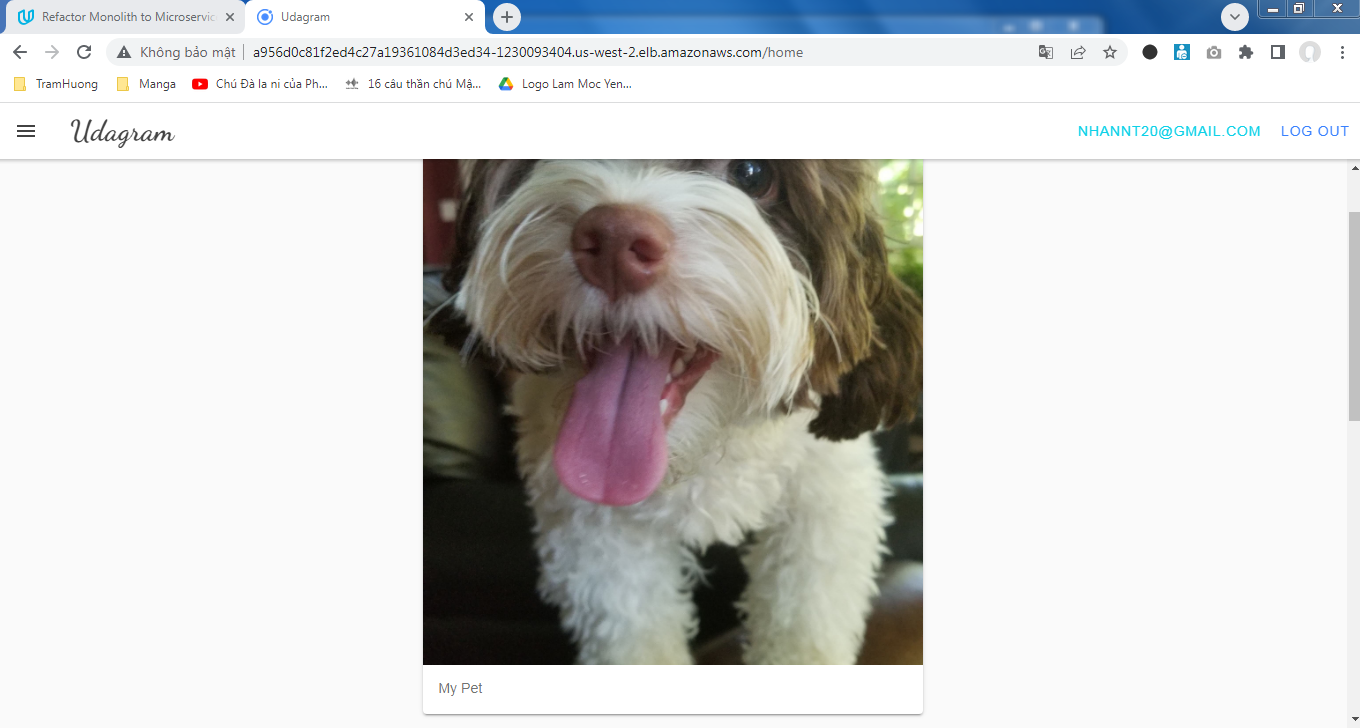 Refactor Monolith to Microservic
Udagram
Không bảo mật
a956d0c81f2ed4c27a19361084d3ed34-1230093404.us-west-2.elb.amazonaws.com/home
TramHuong
Manga
Chú Đà la ni của Ph...
16 câu thần chú Mậ...
Logo Lam Moc Yen...
Udagram
NHANNT20@GMAIL.COM
LOG OUT
My Pet